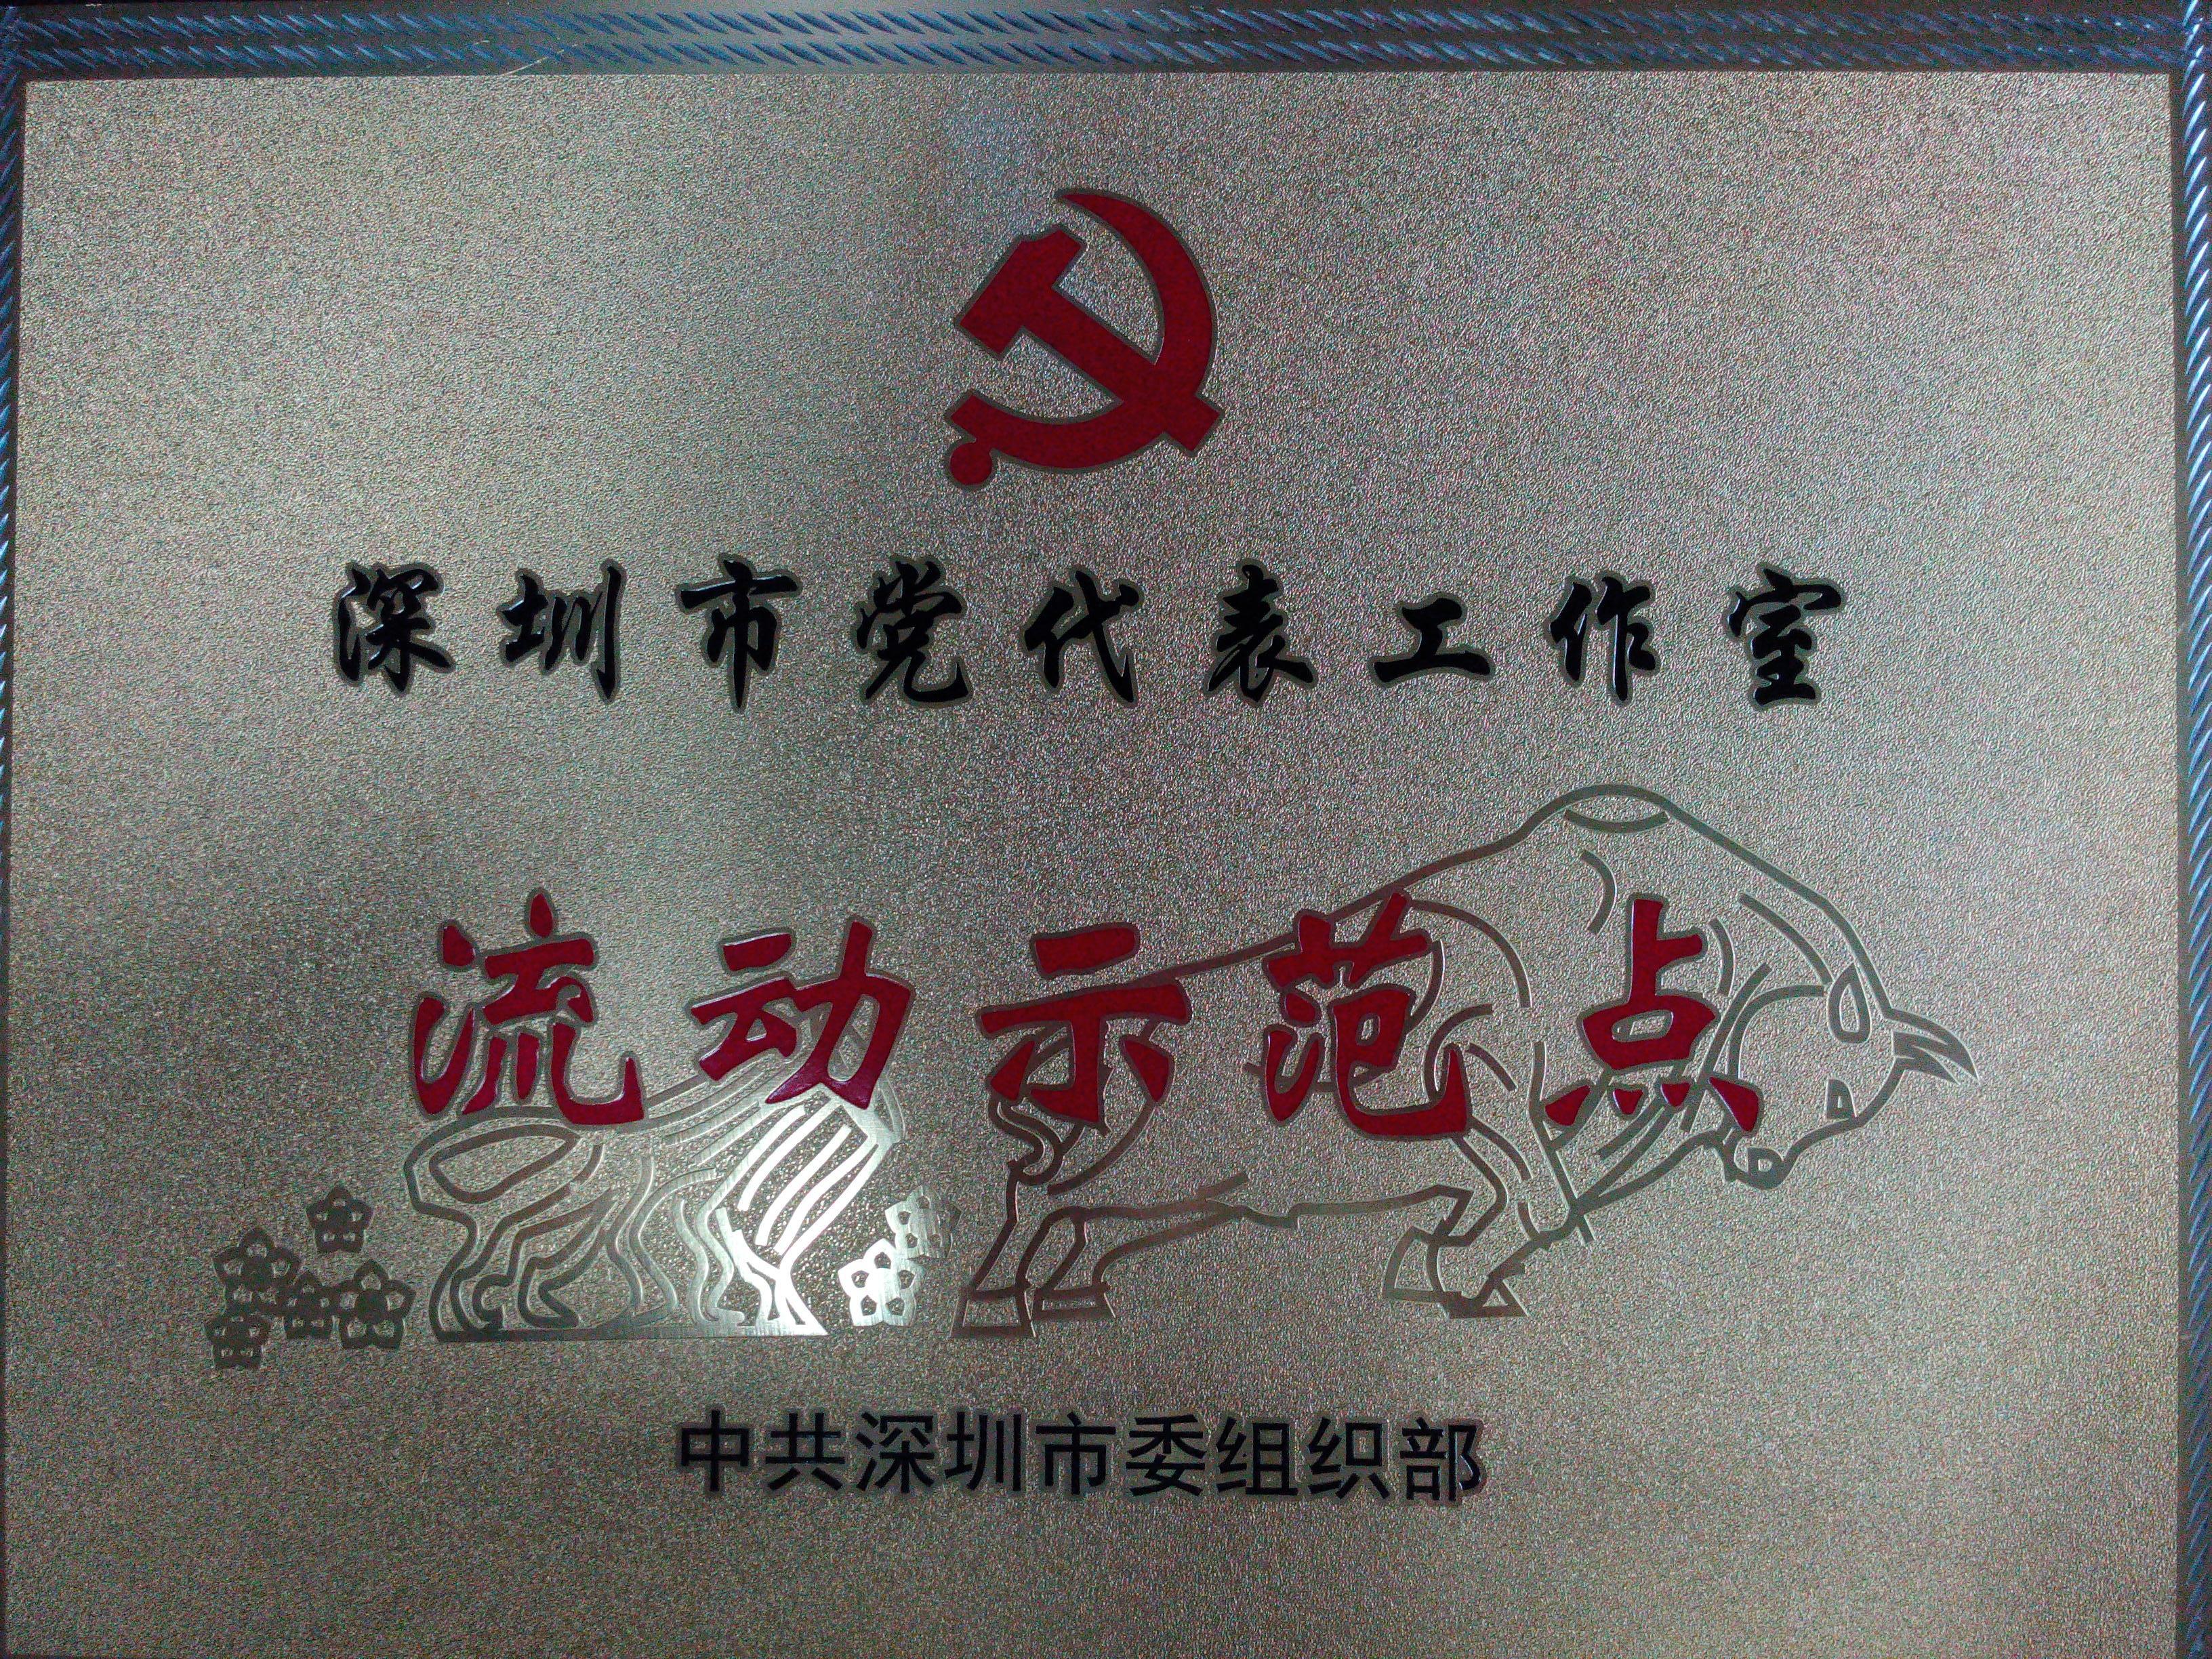 深圳市党代表工作室
流动示范点
中共深圳市委组织部